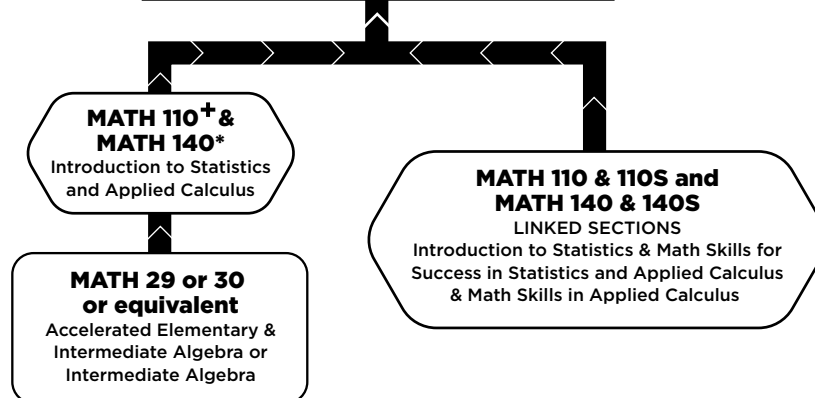 MATH 110+ &
MATH 140*
Introduction to Statistics
and Applied Calculus
MATH 29 or 30
or equivalent
Accelerated Elementary &
Intermediate Algebra or
Intermediate Algebra
MATH 110 & 110S and
MATH 140 & 140S
LINKED SECTIONS
Introduction to Statistics & Math Skills for
Success in Statistics and Applied Calculus
& Math Skills in Applied Calculus